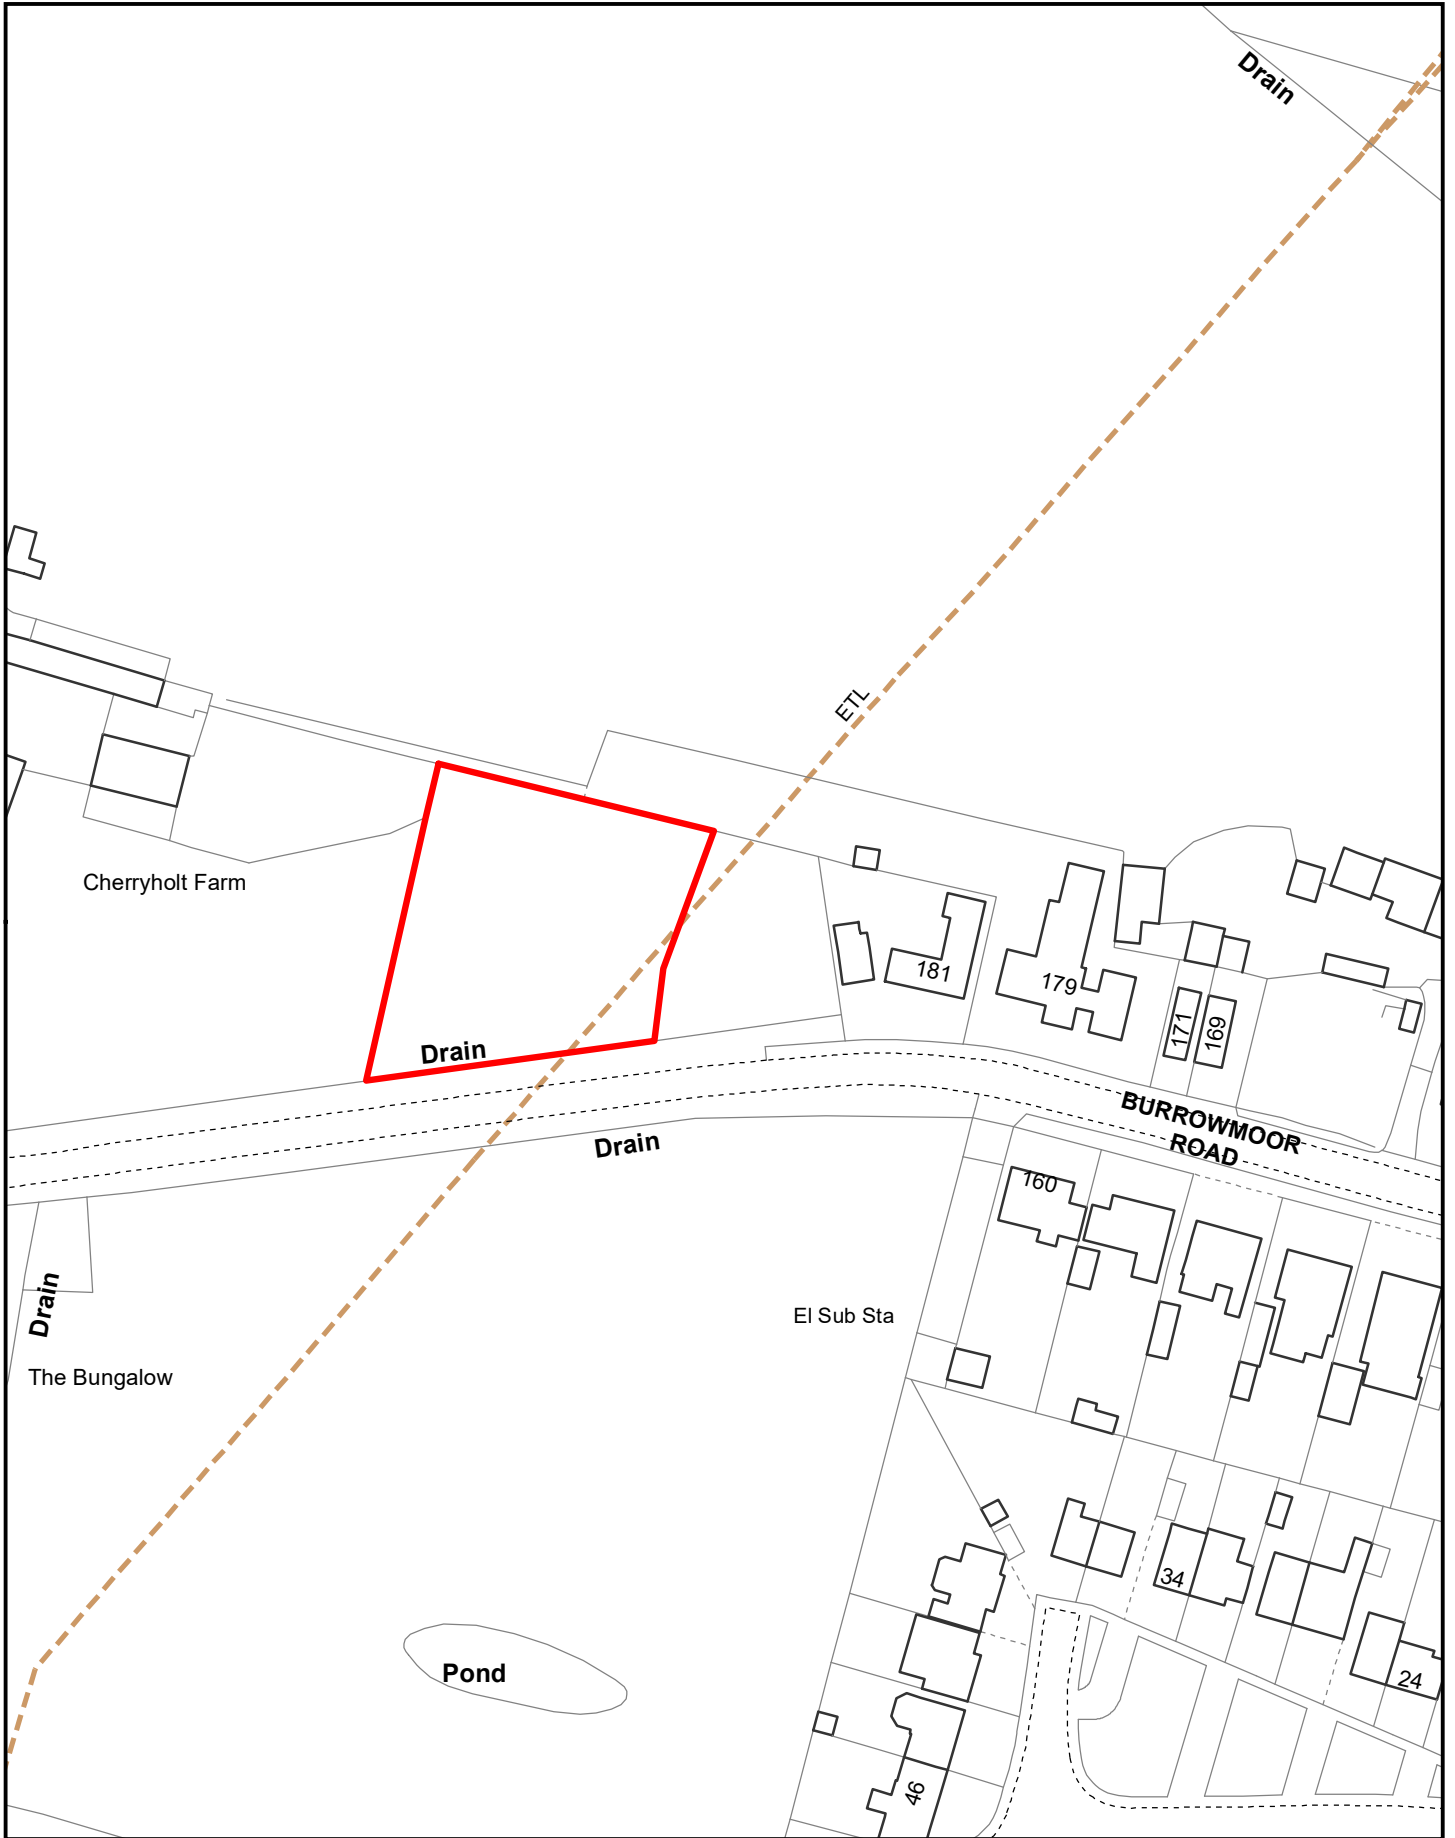 Drain
ETL
Cherryholt Farm
181
179
171
169
Drain
BURROWMOOR
ROAD
Drain
160
Drain
El Sub Sta
The Bungalow
34
Pond
24
46